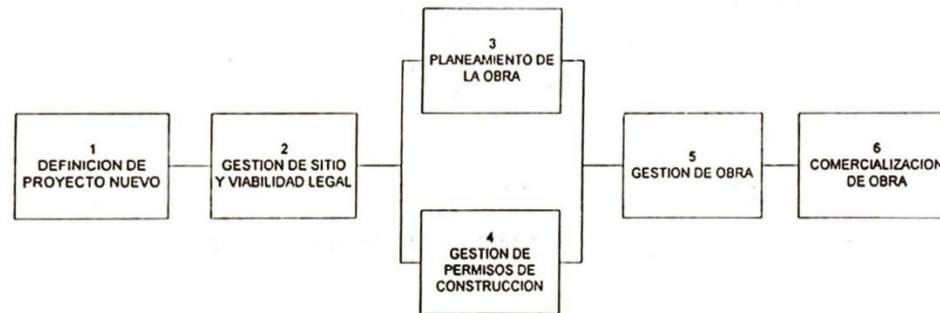 1
DEFINICION DE
PROYECTO NUEVO
2
GESTION DE SITIO
Y VIABILIDAD LEGAL
3
PLANEAMIENTO DE
LA OBRA
4
GESTION DE
PERMISOS DE
CONSTRUCCION
5
GESTION DE OBRA
6
COMERCIALIZACION
DE OBRA